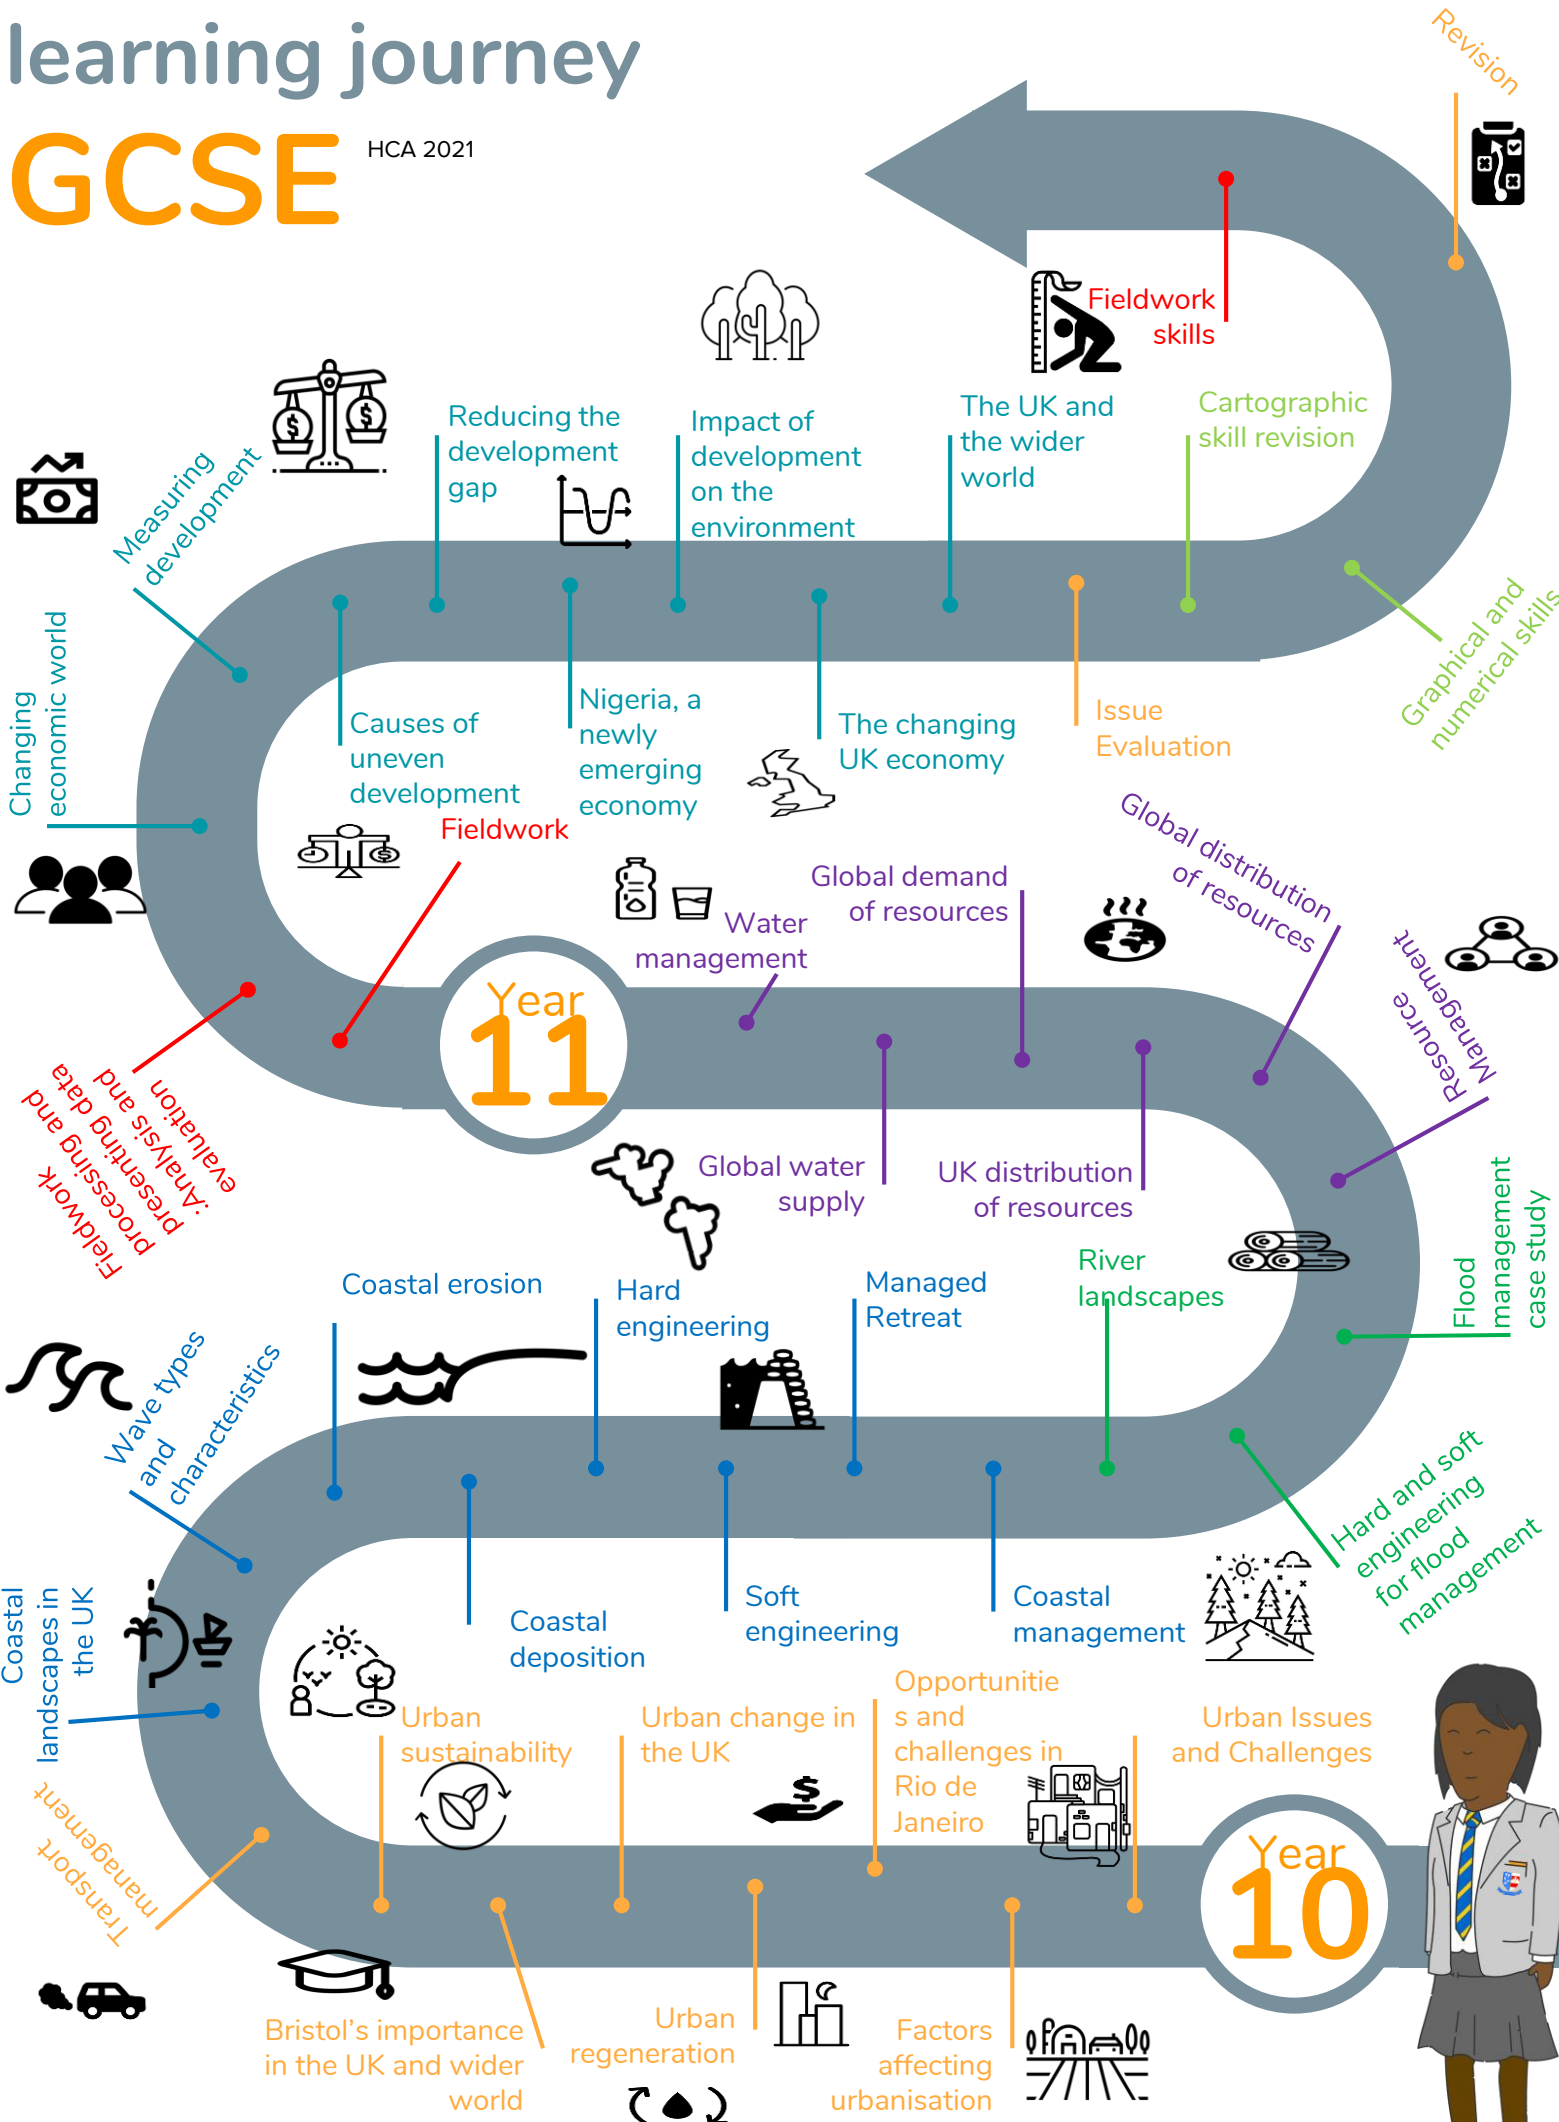 learning journey
GCSE
HCA 2021
Revision
Fieldwork
skills
Cartographic
skill revision
Graphical and
numerical skills
The UK and
the wider
world
Issue
Evaluation
Impact of
development
on the
environment
The changing
UK economy
Reducing the
development
gap
Nigeria, a
newly
emerging
economy
Measuring
development
Causes of
uneven
development
Changing
economic world
Fieldwork
Fieldwork
processing and
presenting data
.Analysis and
evaluation
Year
11
Water
management
Global demand
of resources
Global distribution
of resources
Resource
Management
Global water
supply
UK distribution
of resources
Flood
management
case study
River
landscapes
Hard and soft
engineering
for flood
management
Managed
Retreat
Hard
engineering
Coastal erosion
Wave types
and
characteristics
Coastal
landscapes in
the UK
Coastal
deposition
Soft
engineering
Coastal
management
Opportunitie
s and
challenges in
Rio de
Janeiro
Urban
sustainability
Urban change in
the UK
Urban Issues
and Challenges
Transport
management
Year
10
Bristol's importance
in the UK and wider
world
Urban
regeneration
Factors
affecting
urbanisation